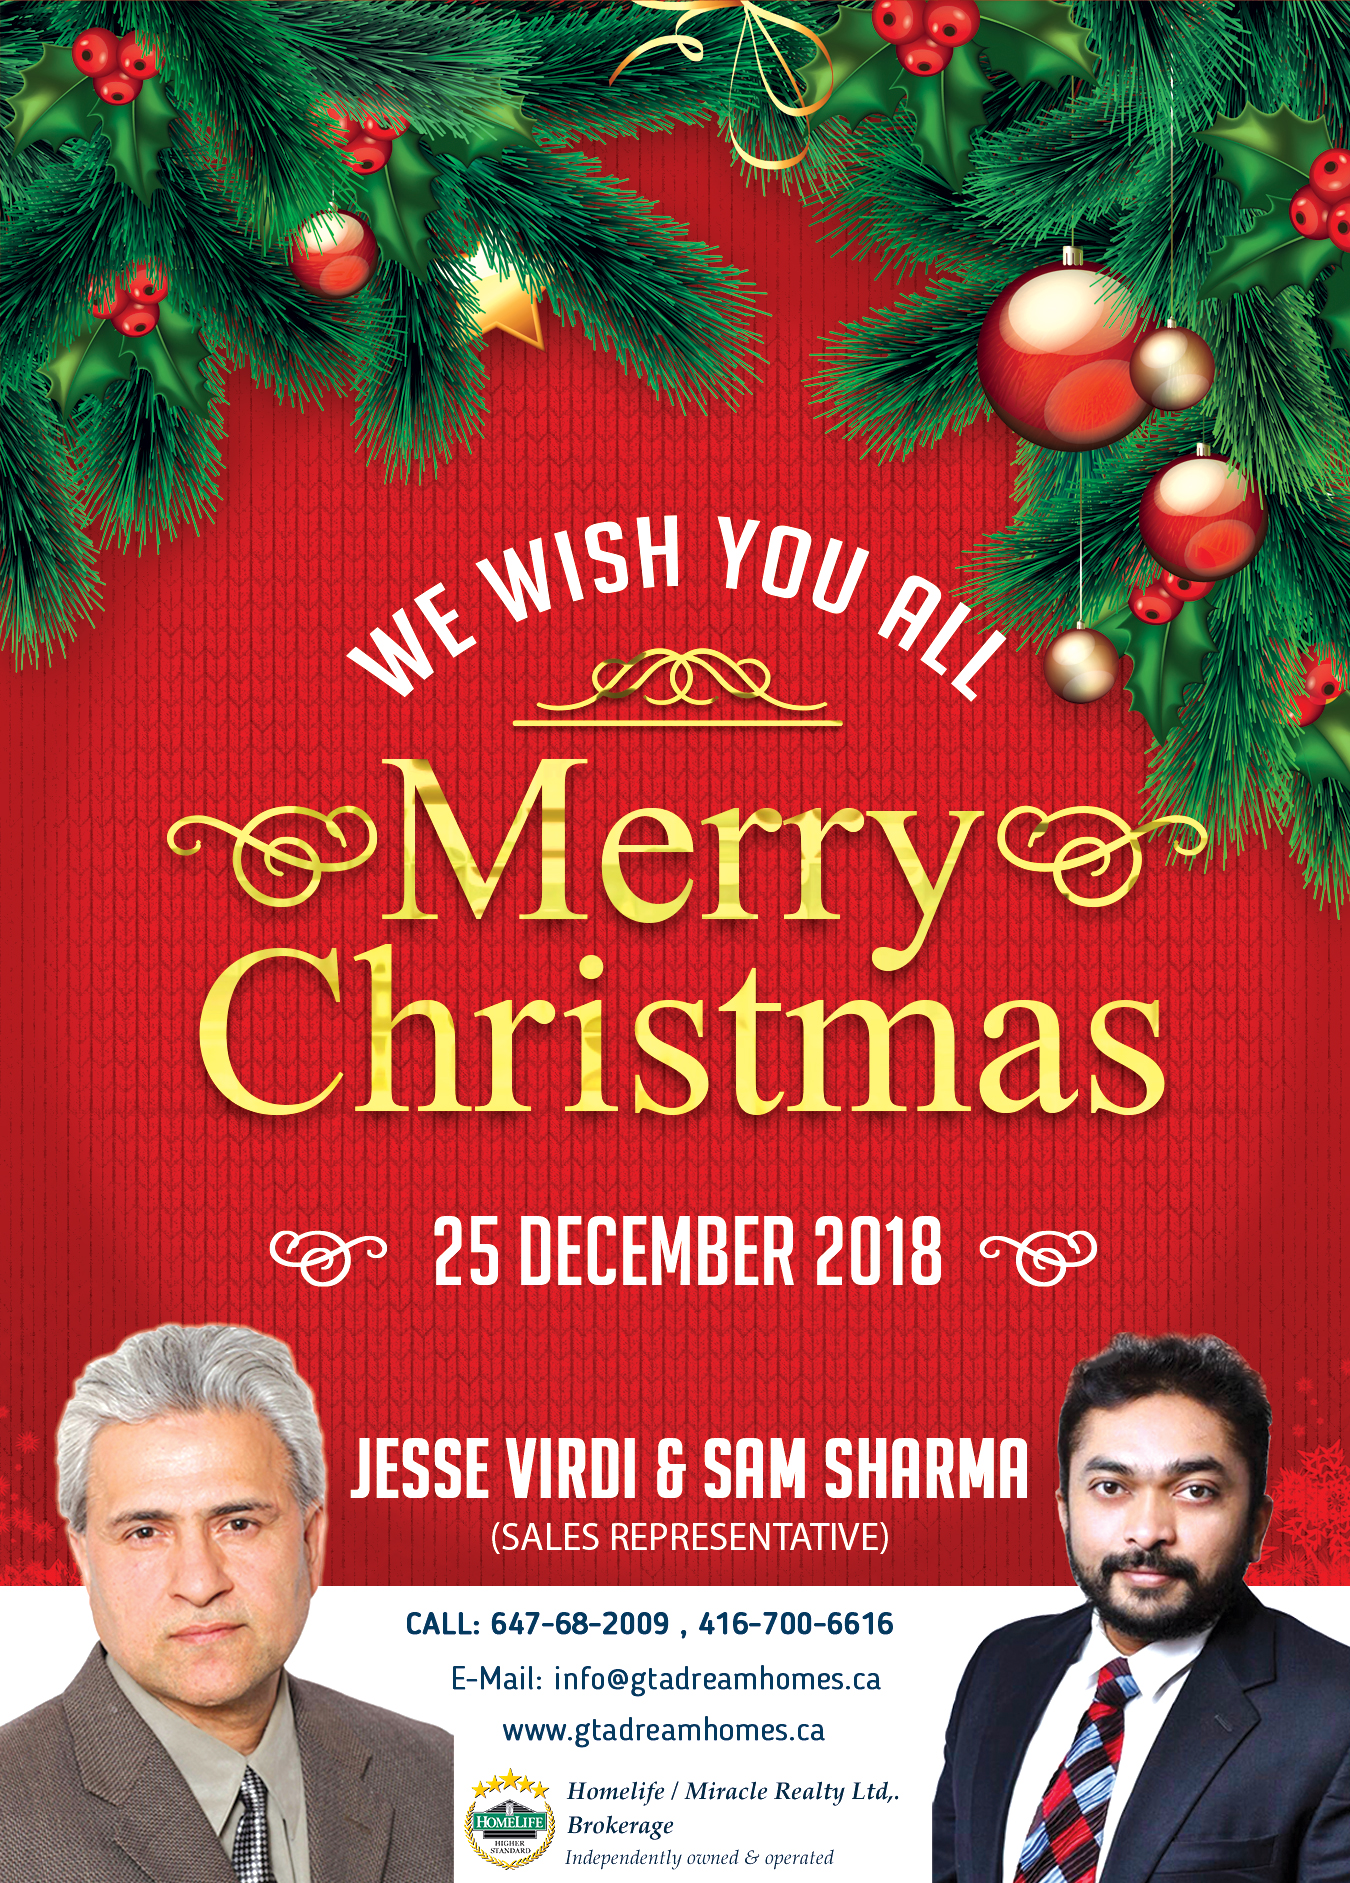 WE WISH YOU ALL
Merry
Christmas
25 DECEMBER 2018
JESSE VIRDI & SAM SHARMA
(SALES REPRESENTATIVE)
CALL: 647-68-2009 , 416-700-6616
E-Mail: info@gtadreamhomes.ca
www.gtadreamhomes.ca
HOMELIFE
HIGHER
STANDARD
Homelife / Miracle Realty Ltd,.
Brokerage
Independently owned & operated